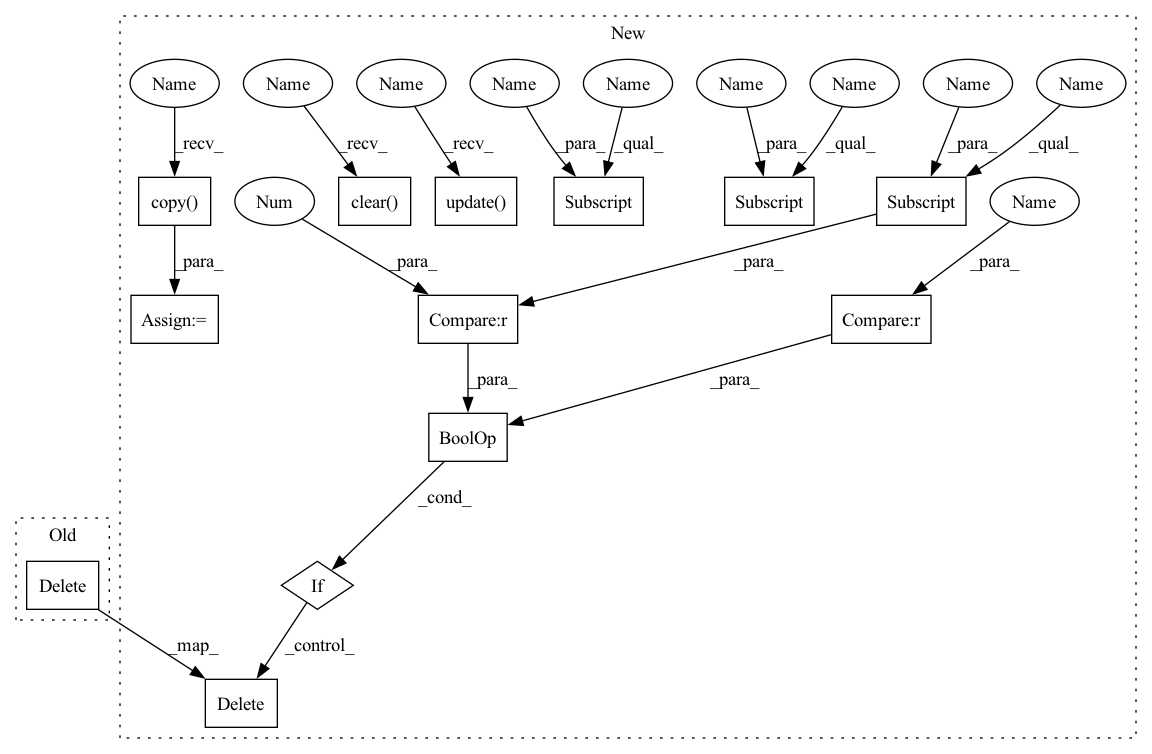 New
Name Name Name Name Name Name Name Name Name
_recv_ _recv_ _recv_ _para_ _qual_ _para_ _qual_ _para_ _qual_
copy() Num clear() update() Subscript Subscript Subscript Name
_para_ _para_ _para_ _para_
Assign:= Compare:r Compare:r
_para_ _para_
BoolOp
_cond_
Old
Delete If
_map_ _control_
Delete